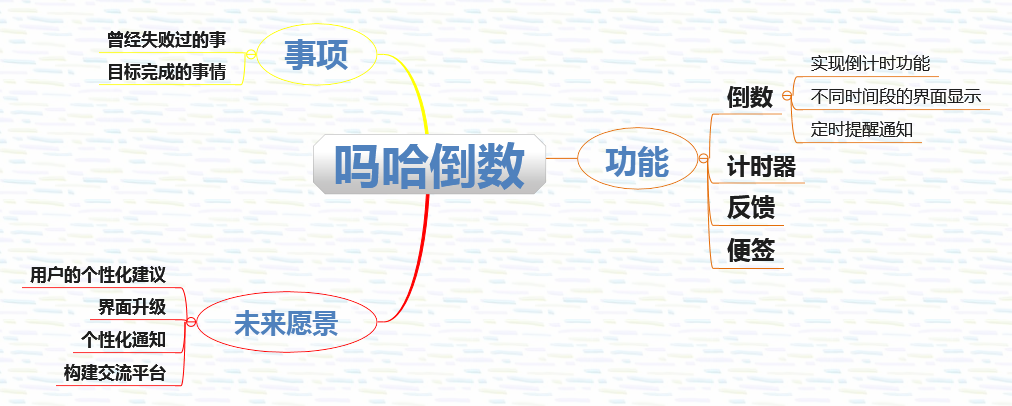 吗哈倒数
事项
曾经失败过的事
目标完成的事情
功能
倒数
实现倒计时功能
不同时间段的界面显示
定时提醒通知
计时器
反馈
便签
未来愿景
用户的个性化建议
界面升级
个性化通知
构建交流平台